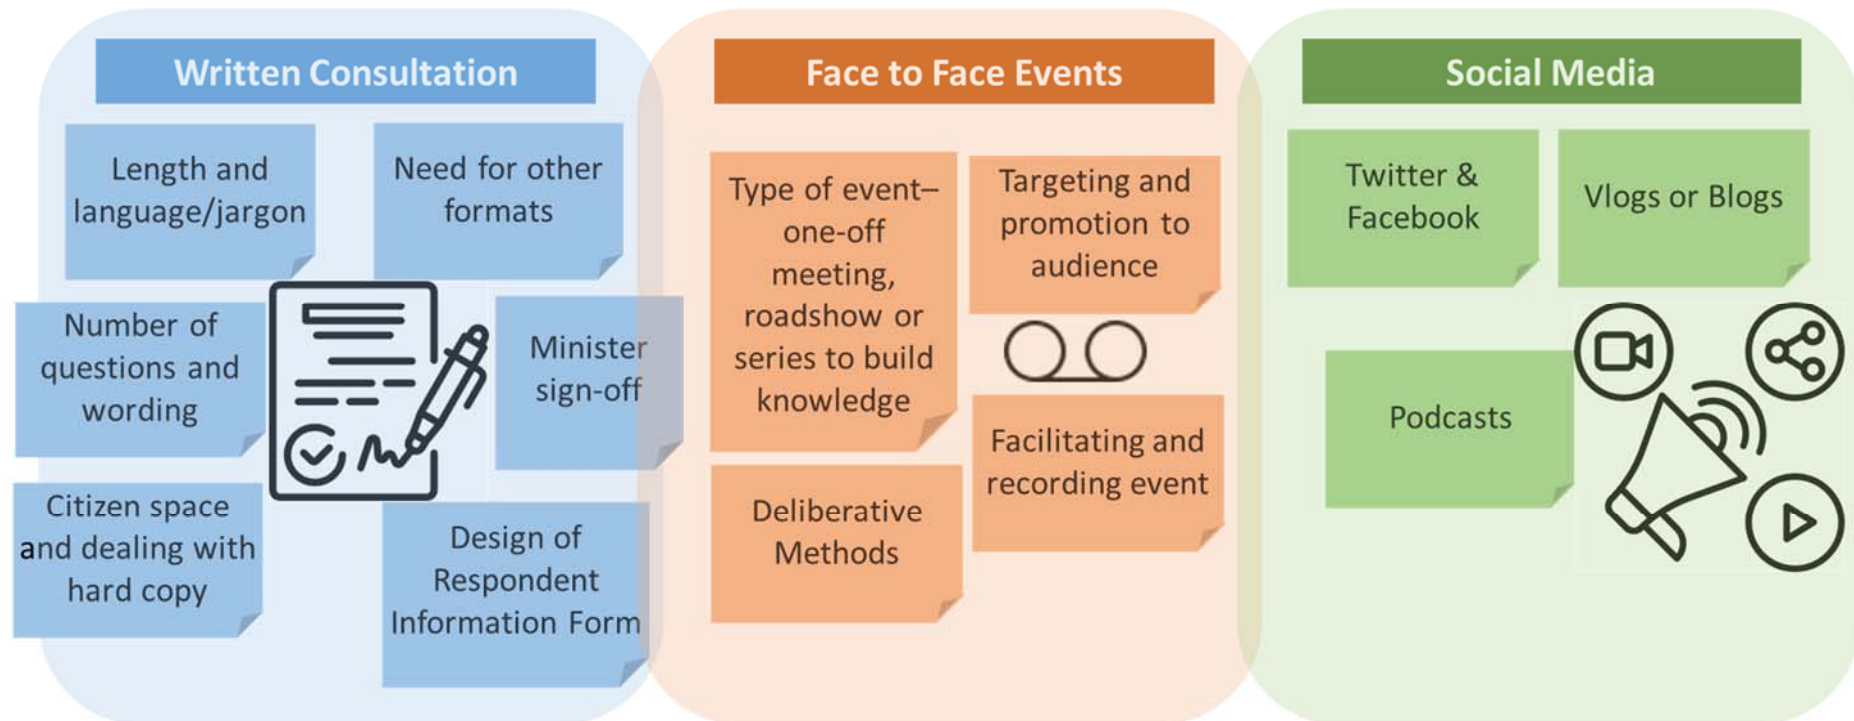 Written Consultation
Length and
language/jargon
Need for other
formats
Number of
questions and
wording
Minister
sign-off
Citizen space
and dealing with
hard copy
Design of
Respondent
Information Form
Face to Face Events
Type of event–
one-off
meeting,
roadshow or
series to build
knowledge
Targeting and
promotion to
audience
Facilitating and
recording event
Deliberative
Methods
Social Media
Twitter &
Facebook
Vlogs or Blogs
Podcasts